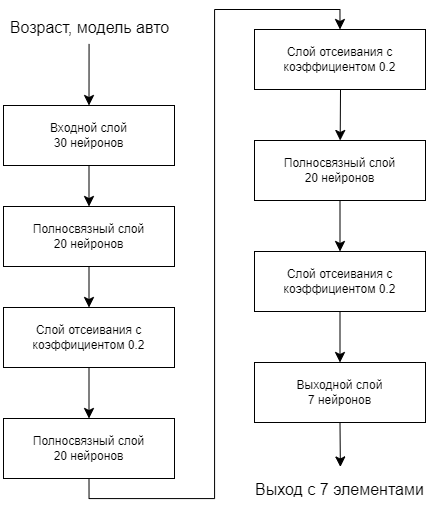 Возраст, модель авто
Входной слой
30 нейронов
Полносвязный слой
20 нейронов
Слой отсеивания с
коэффициентом 0.2
Полносвязный слой
20 нейронов
Слой отсеивания с
коэффициентом 0.2
Полносвязный слой
20 нейронов
Слой отсеивания с
коэффициентом 0.2
Выходной слой
7 нейронов
Выход с 7 элементами